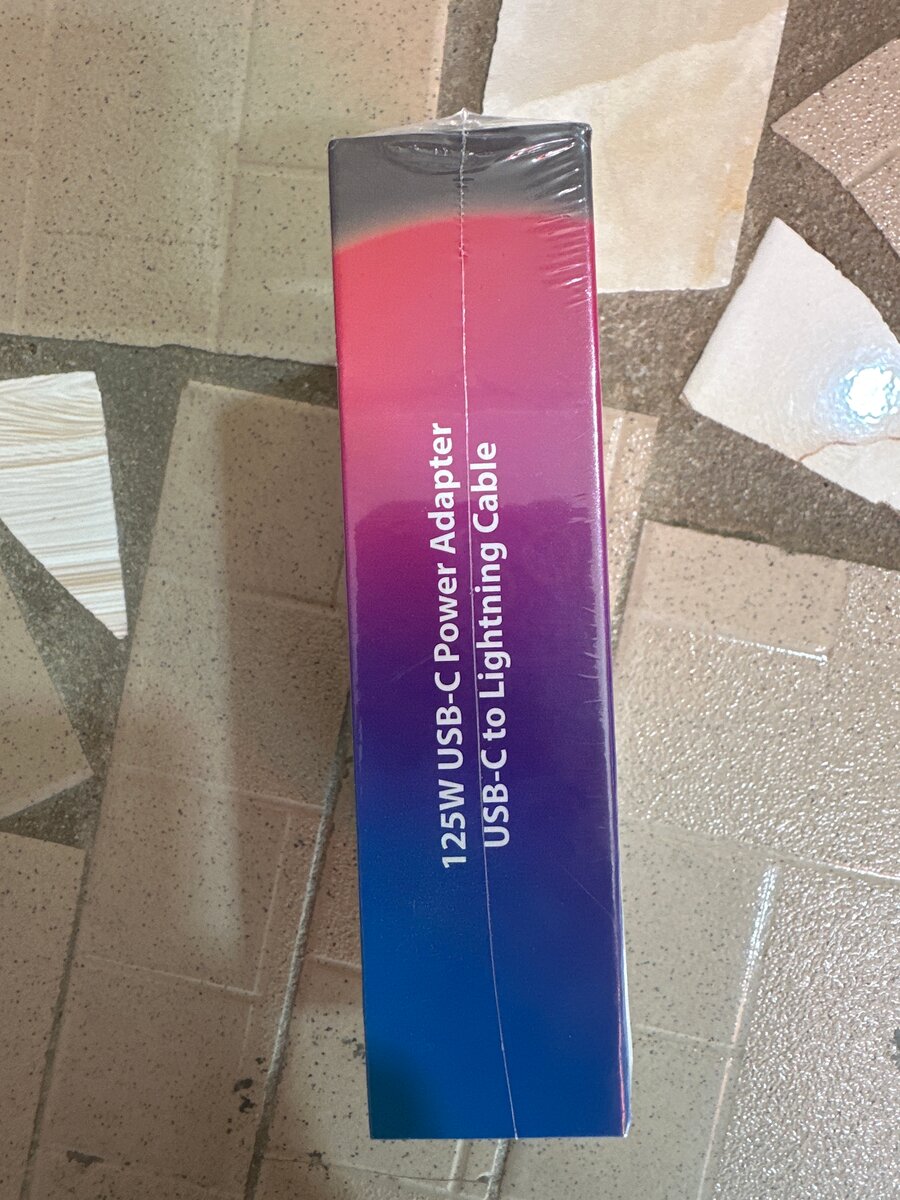 125W USB-C Power Adapter
USB-C to Lightning Cable